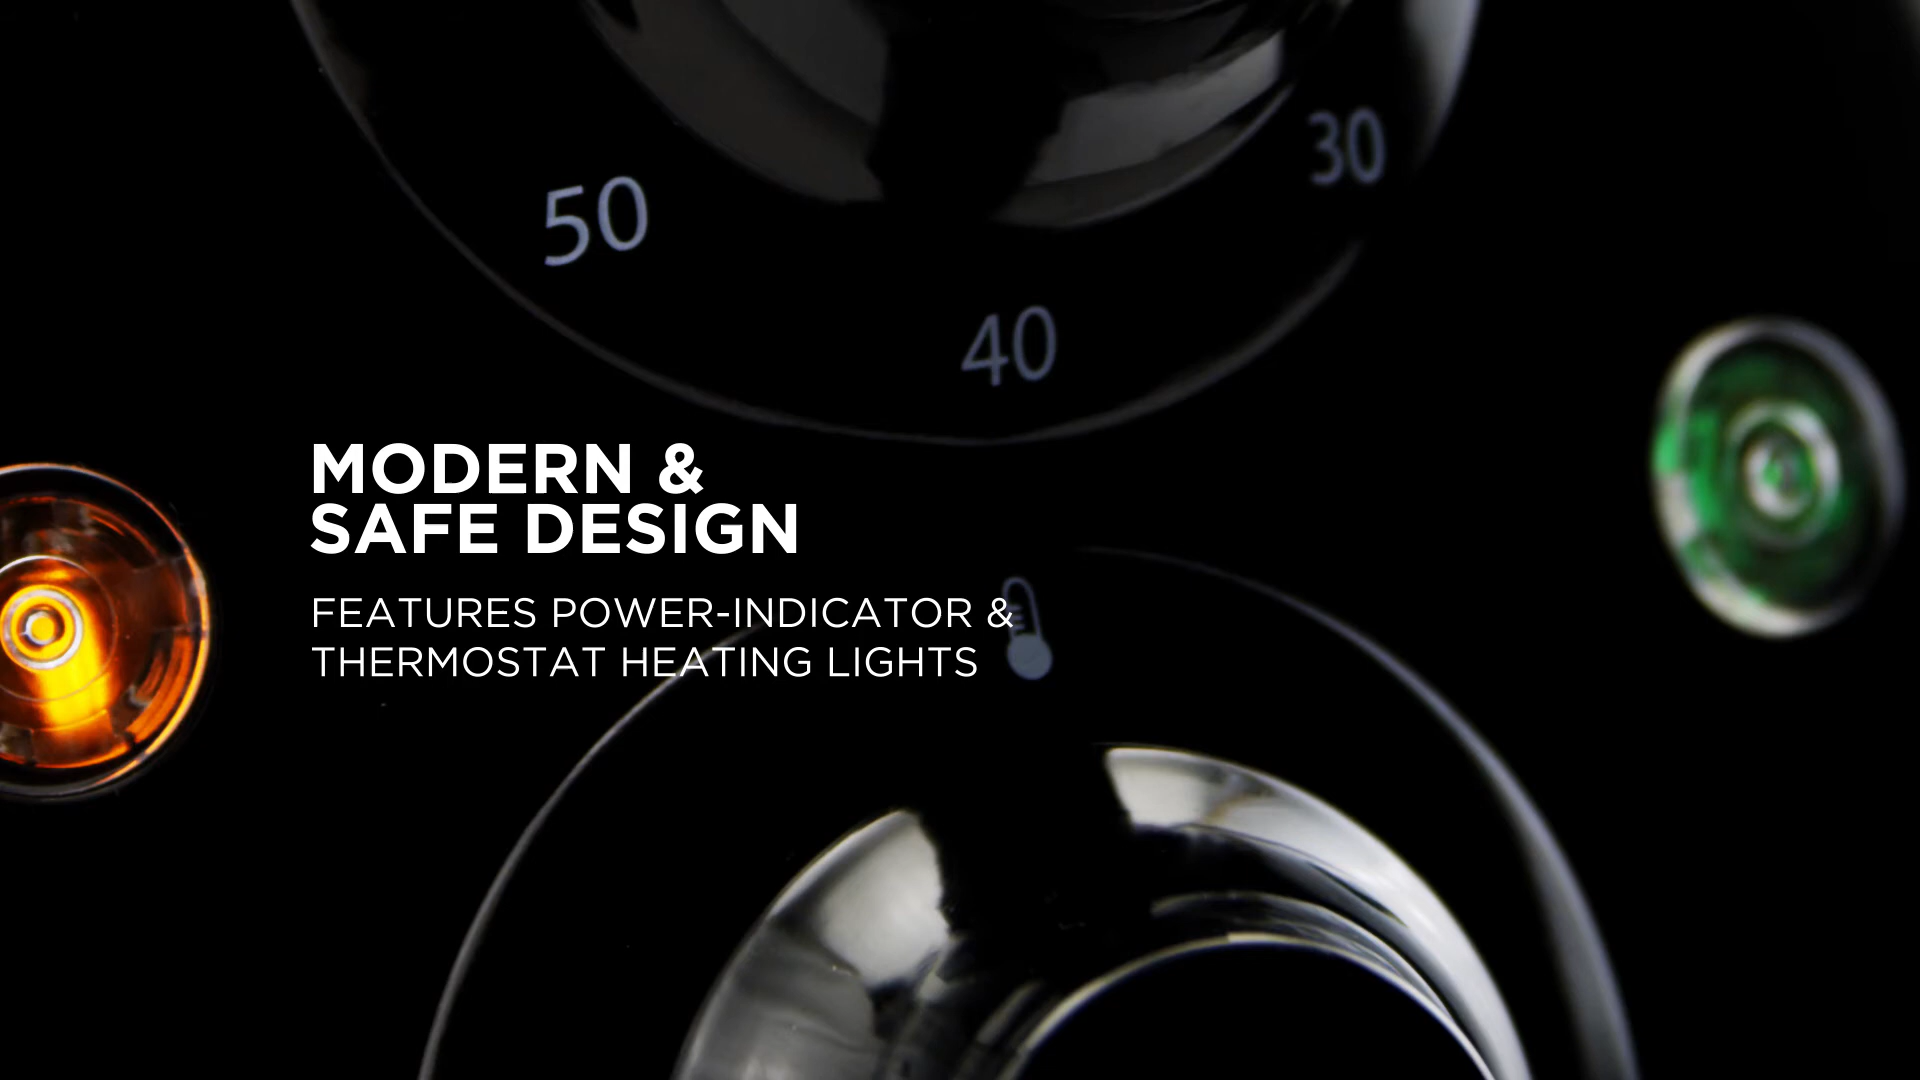 30
50
40
MODERN &
SAFE DESIGN
FEATURES POWER-INDICATOR &
THERMOSTAT HEATING LIGHTS